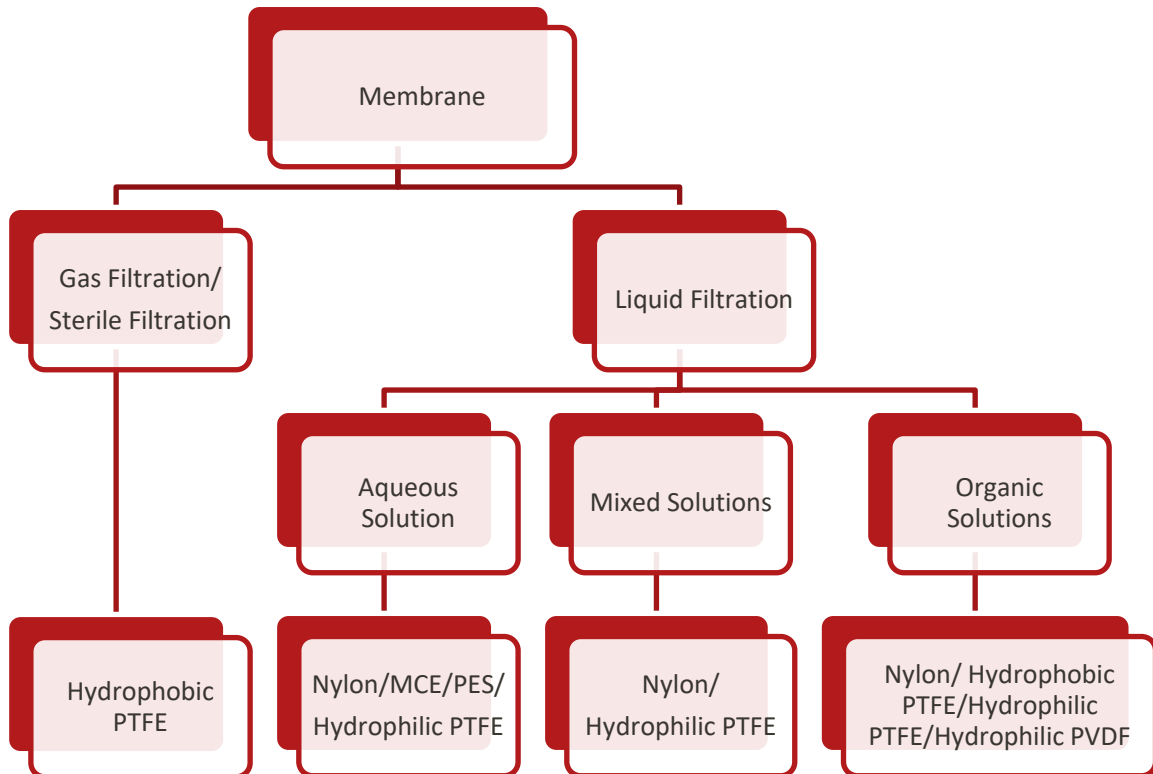 Membrane
Gas Filtration/
Sterile Filtration
Liquid Filtration
Aqueous
Solution
Mixed Solutions
Organic
Solutions
Hydrophobic
PTFE
Nylon/MCE/PES/
Hydrophilic PTFE
Nylon/
Hydrophilic PTFE
Nylon/ Hydrophobic
PTFE/Hydrophilic
PTFE/Hydrophilic PVDF